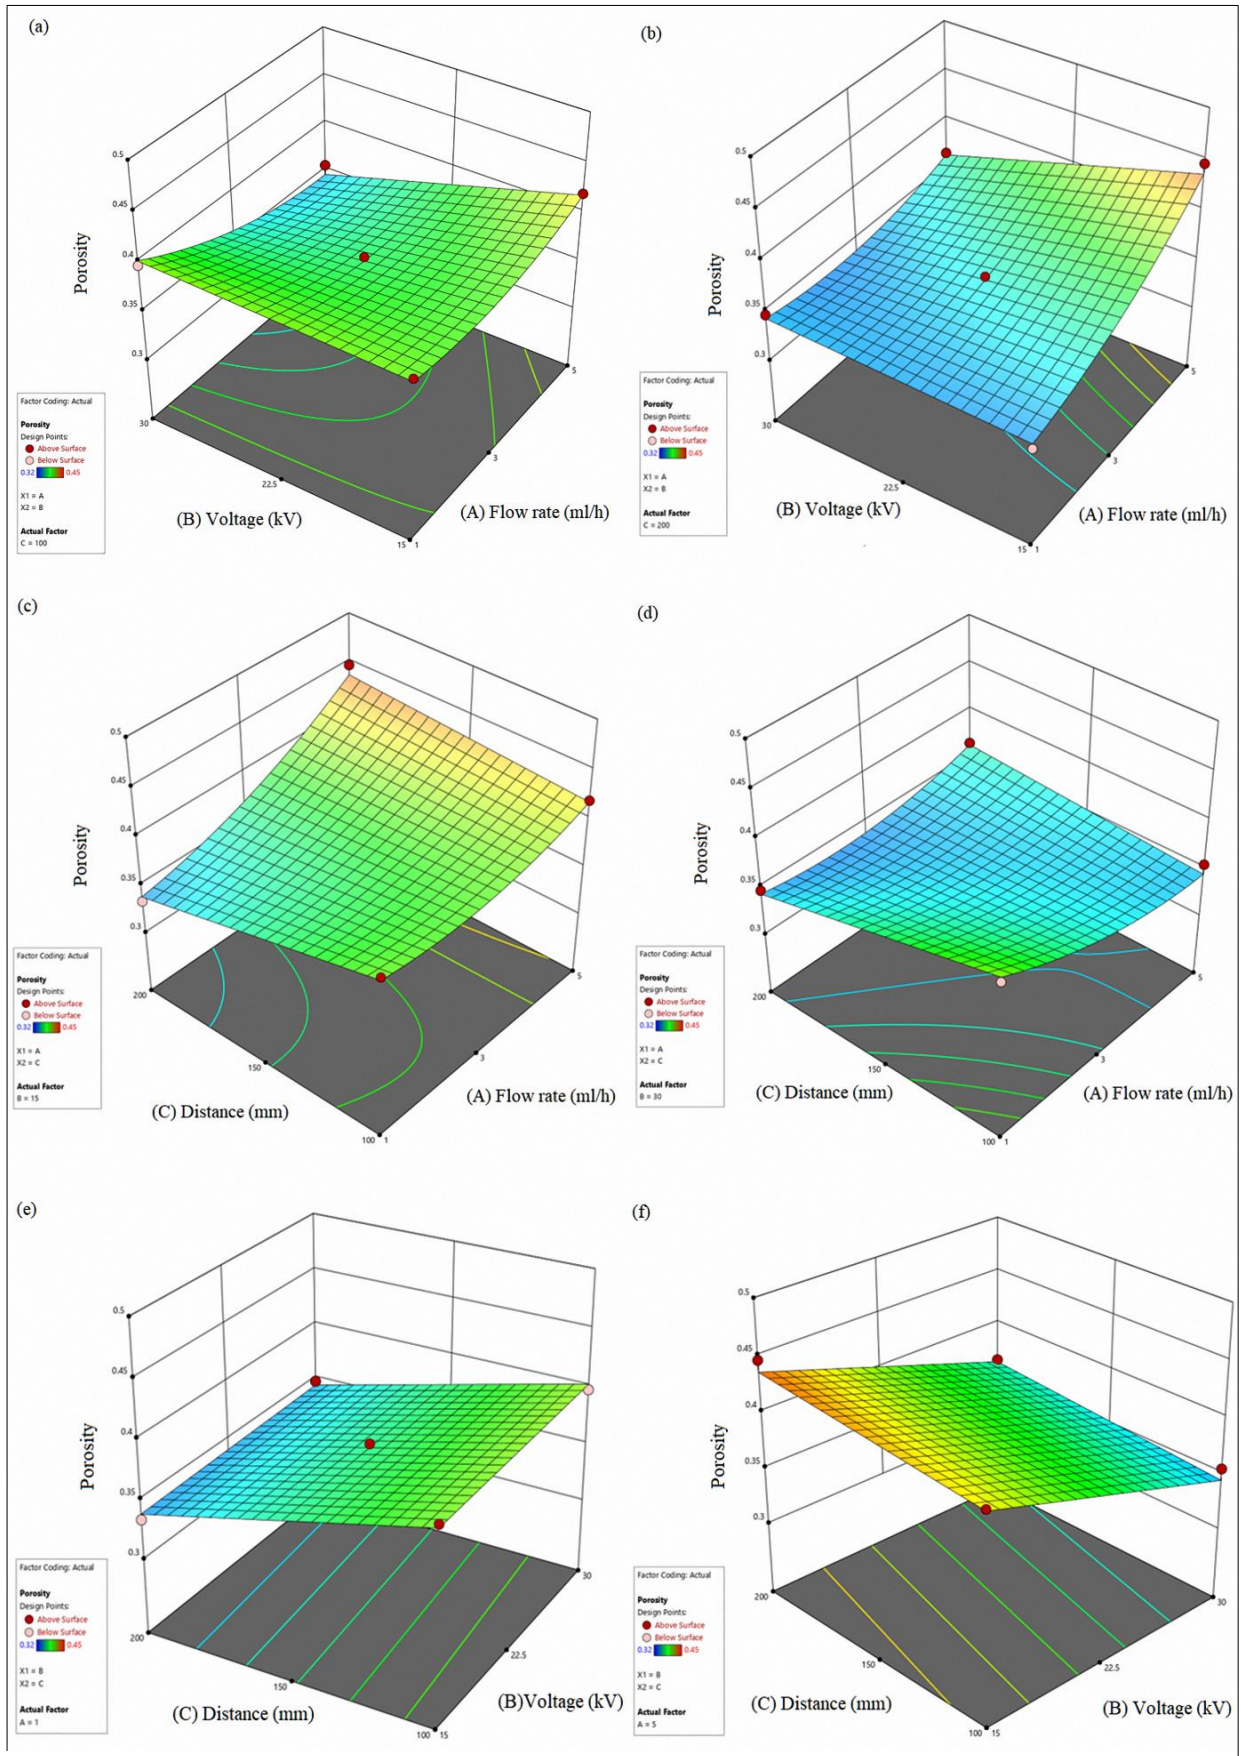 (a)
0.5
0.45
0.4
0.35
0.3
Porosity
30
22.5
15
1
3
5
(B) Voltage (kV)
(A) Flow rate (ml/h)
Factor Coding: Actual
Porosity
Design Points:
Above Surface
Below Surface
0.32 0.45
X1 = A
X2 = B
Actual Factor
C = 100
(b)
0.5
0.45
0.4
0.35
0.3
Porosity
30
22.5
15
1
3
5
(B) Voltage (kV)
(A) Flow rate (ml/h)
Factor Coding: Actual
Porosity
Design Points:
Above Surface
Below Surface
0.32 0.45
X1 = A
X2 = B
Actual Factor
C = 200
(c)
0.5
0.45
0.4
0.35
0.3
Porosity
200
150
100
1
3
5
(C) Distance (mm)
(A) Flow rate (ml/h)
Factor Coding: Actual
Porosity
Design Points:
Above Surface
Below Surface
0.32 0.45
X1 = A
X2 = C
Actual Factor
B = 15
(d)
0.5
0.45
0.4
0.35
0.3
Porosity
200
150
100
1
3
5
(C) Distance (mm)
(A) Flow rate (ml/h)
Factor Coding: Actual
Porosity
Design Points:
Above Surface
Below Surface
0.32 0.45
X1 = A
X2 = C
Actual Factor
B = 30
(e)
0.5
0.45
0.4
0.35
0.3
Porosity
200
150
100
15
22.5
30
(C) Distance (mm)
(B)Voltage (kV)
Factor Coding: Actual
Porosity
Design Points:
Above Surface
Below Surface
0.32 0.45
X1 = B
X2 = C
Actual Factor
A = 1
(f)
0.5
0.45
0.4
0.35
0.3
Porosity
200
150
100
15
22.5
30
(C) Distance (mm)
(B) Voltage (kV)
Factor Coding: Actual
Porosity
Design Points:
Above Surface
Below Surface
0.32 0.45
X1 = B
X2 = C
Actual Factor
A = 5